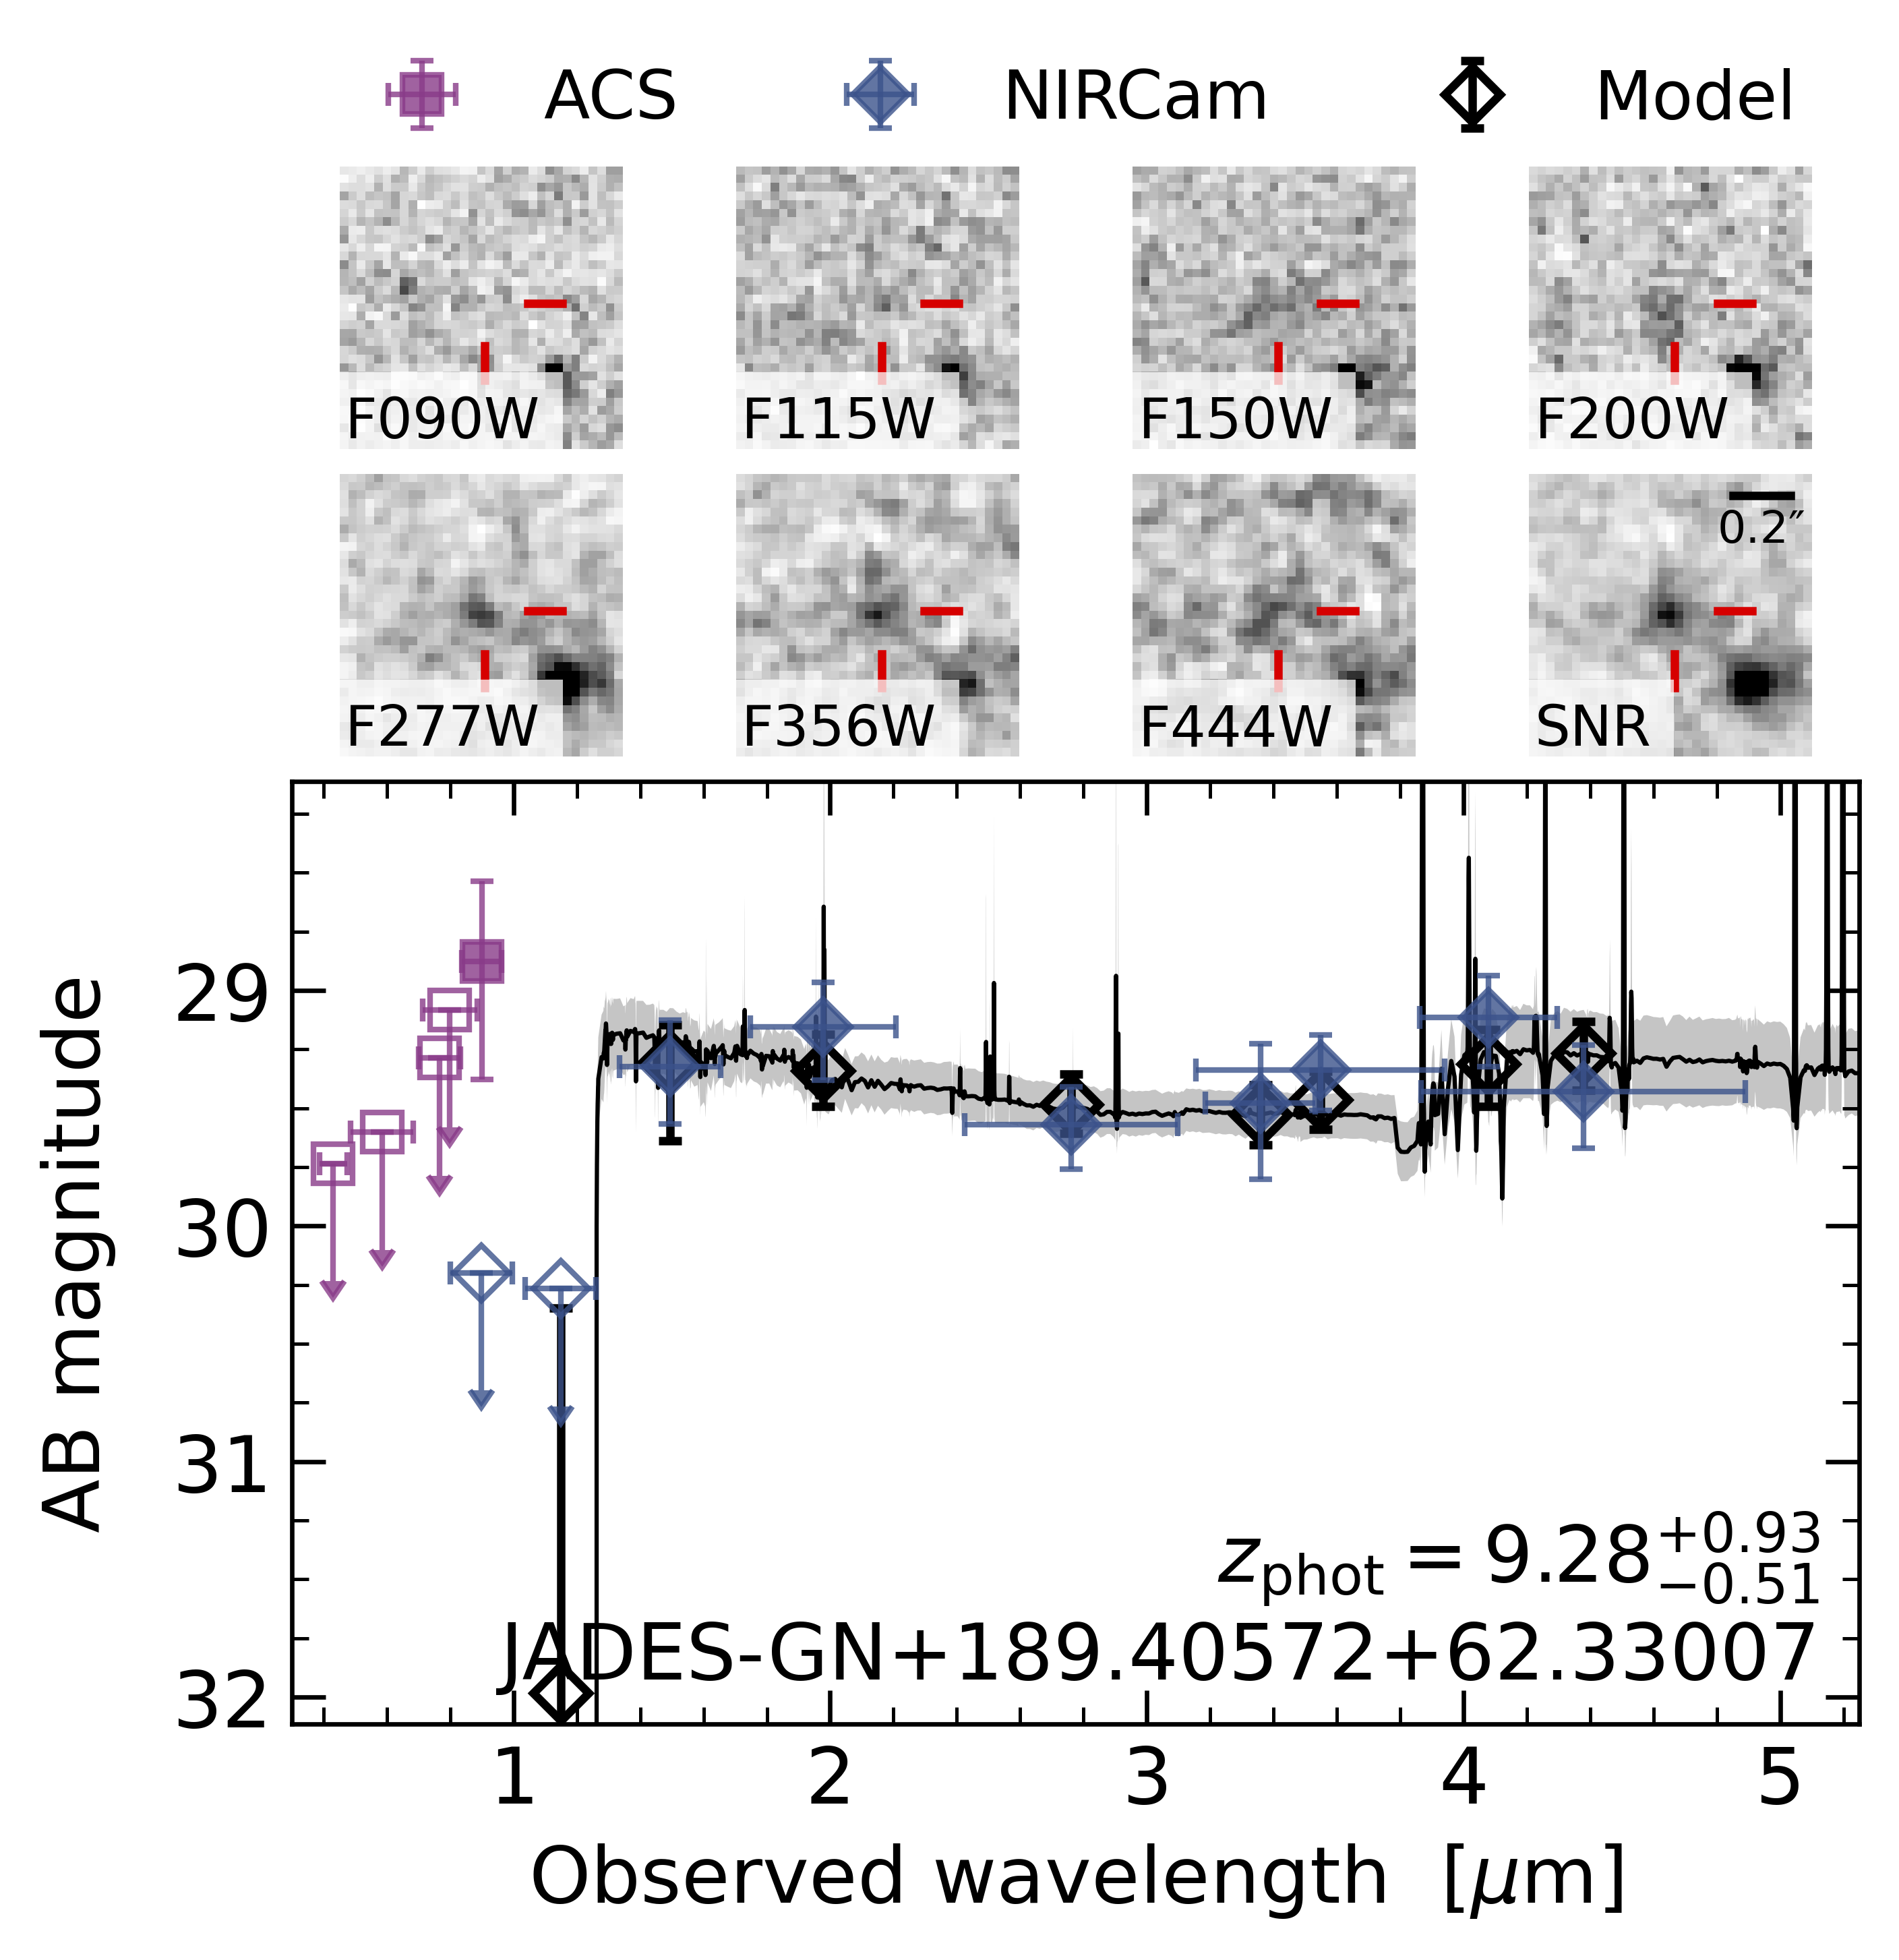 ACS NIRCam Model
F090W F115W F150W F200W
0.2″
F277W F356W F444W SNR
29
30
31
32
AB magnitude
z_phot = 9.28 +0.93 −0.51
JADES-GN+189.40572+62.33007
1 2 3 4 5
Observed wavelength [μm]